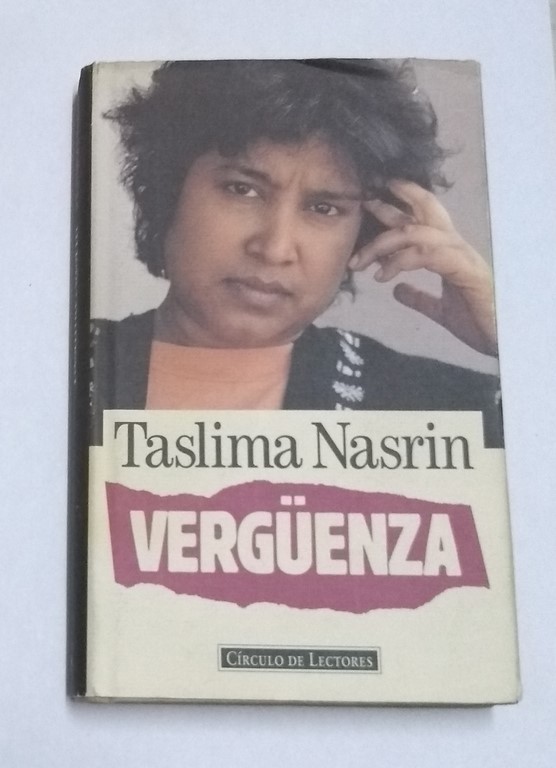 Taslima Nasrin
VERGÜENZA
CÍRCULO DE LECTORES